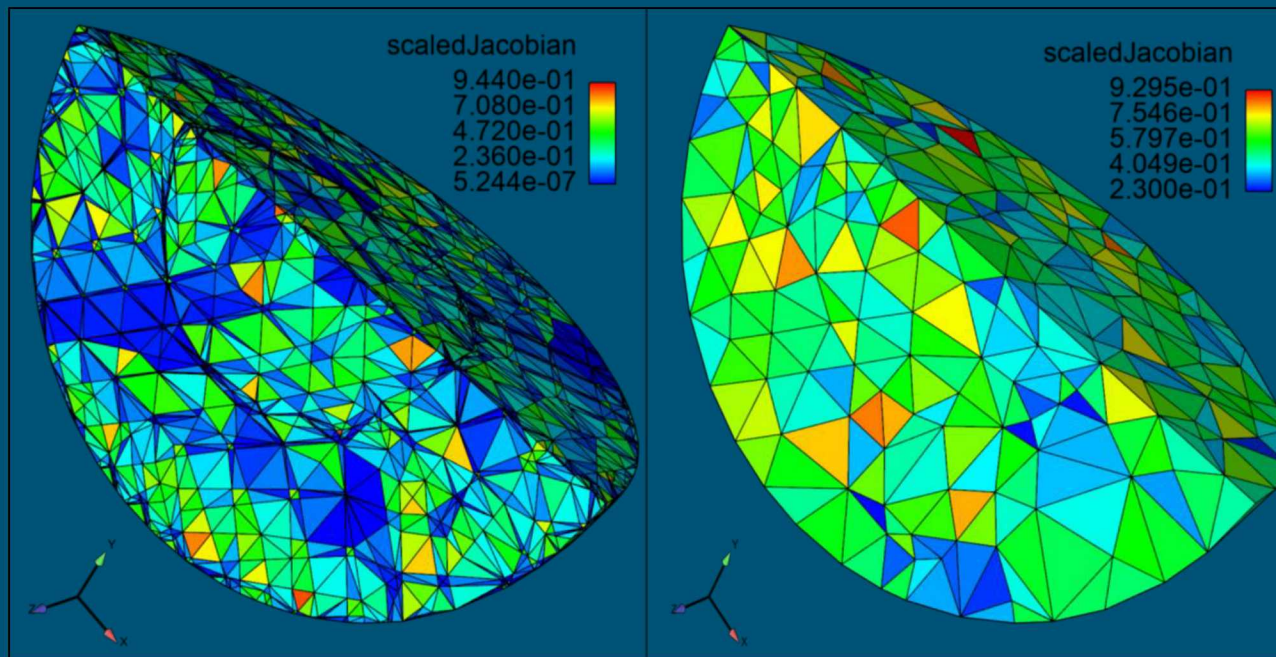 scaledJacobian
9.440e-01
7.080e-01
4.720e-01
2.360e-01
5.244e-07
Y
Z
X
scaledJacobian
9.295e-01
7.546e-01
5.797e-01
4.049e-01
2.300e-01
Y
Z
X